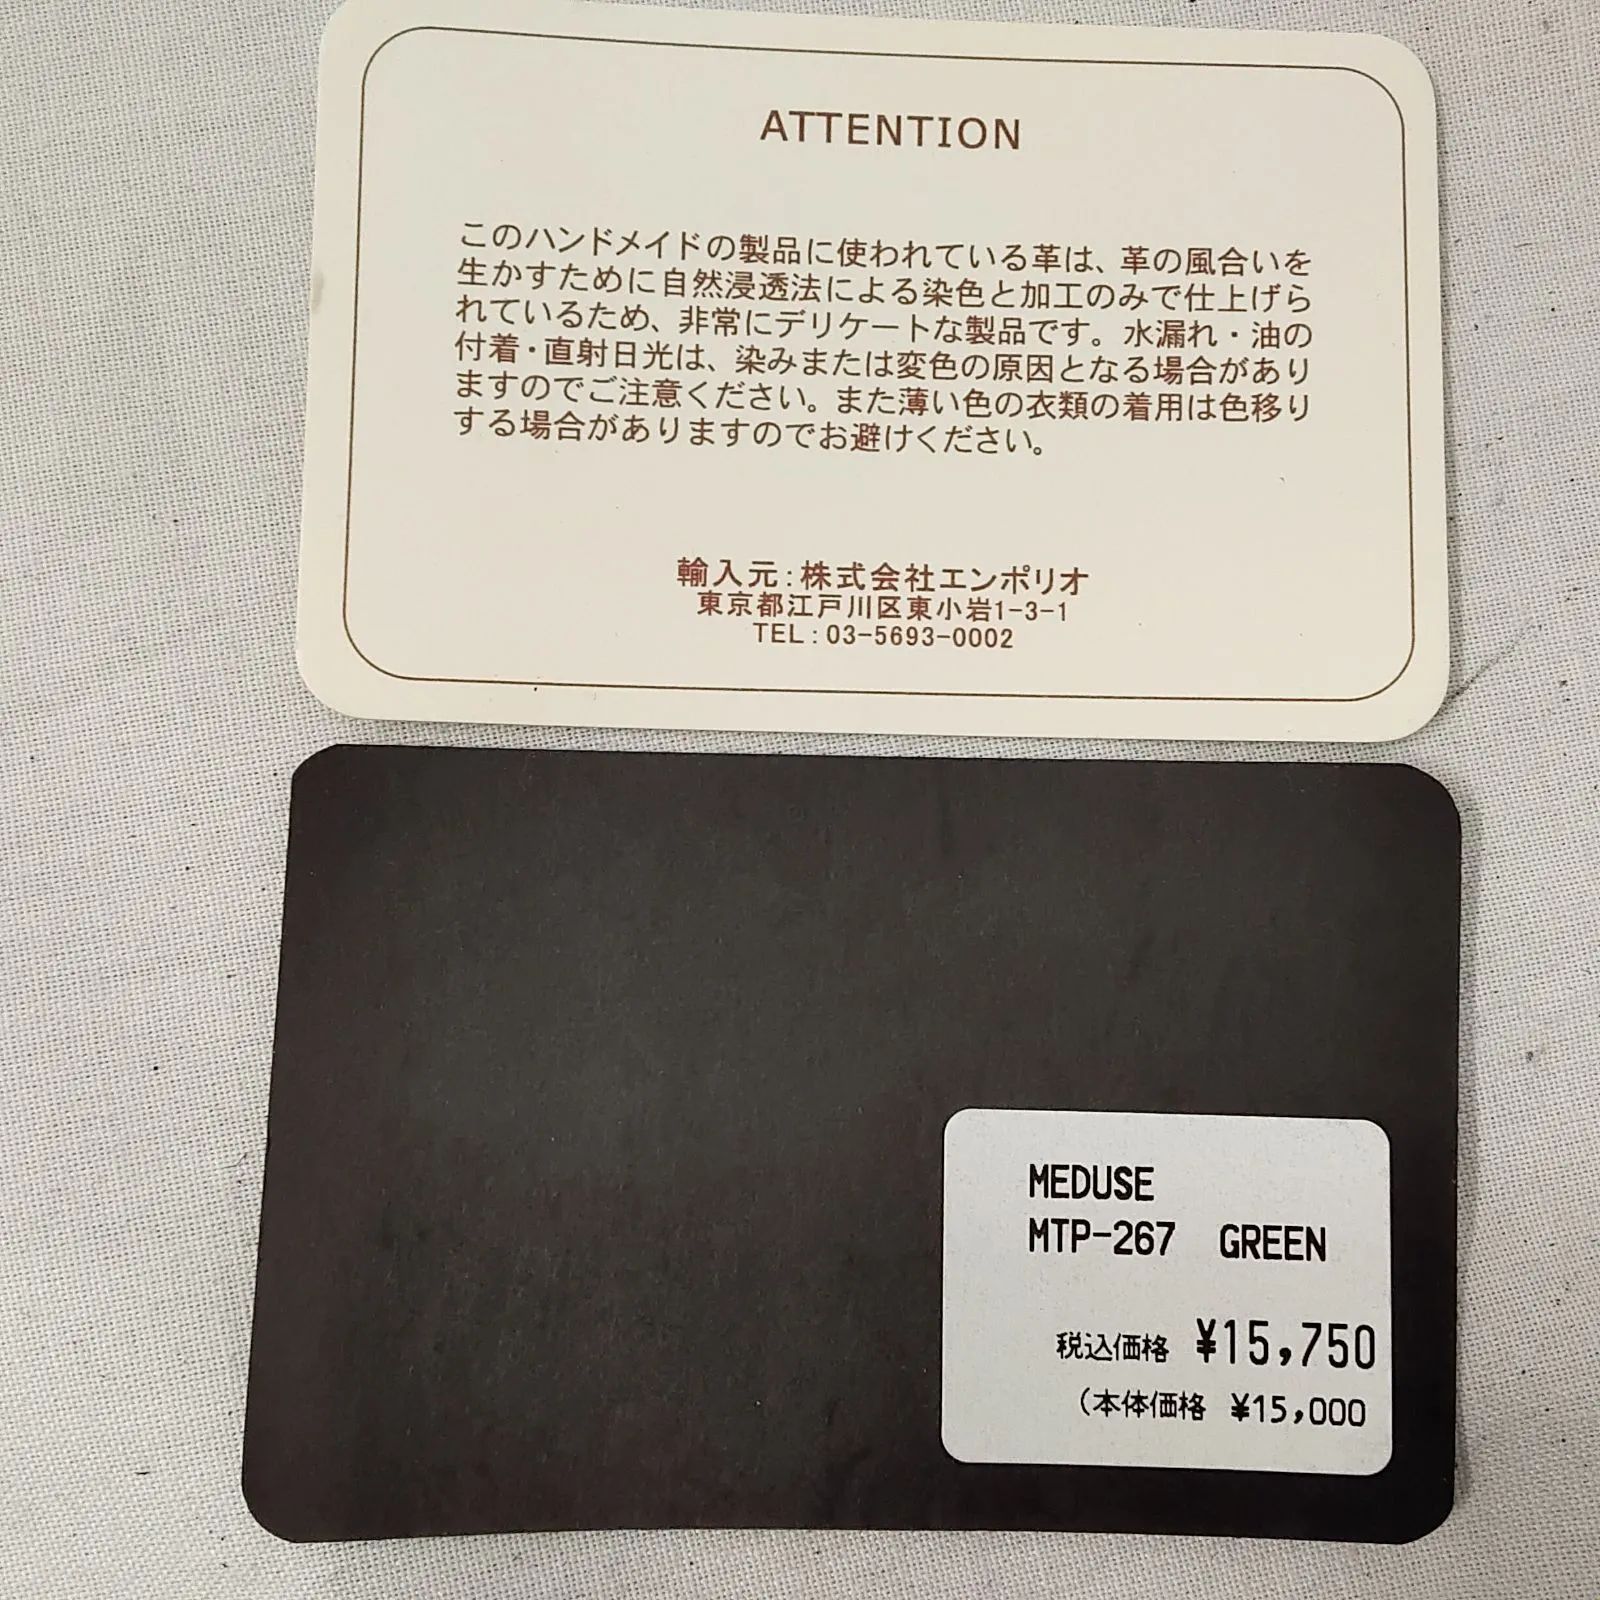 ATTENTION
このハンドメイドの製品に使われている革は、革の風合いを
生かすために自然浸透法による染色と加工のみで仕上げら
れているため、非常にデリケートな製品です。水漏れ・油の
付着・直射日光は、染みまたは変色の原因となる場合があり
ますのでご注意ください。また薄い色の衣類の着用は色移り
する場合がありますのでお避けください。
輸入元:株式会社エンポリオ
東京都江戸川区東小岩1-3-1
TEL:03-5693-0002
MEDUSE
MTP-267 GREEN
税込価格 ¥15,750
(本体価格 ¥15,000